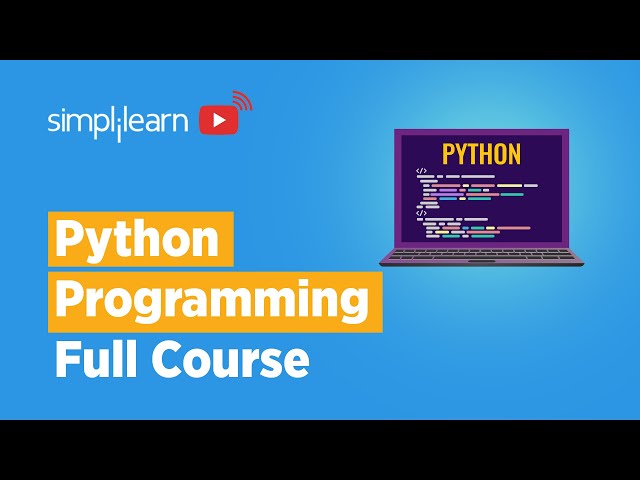 simplilearn
PYTHON
</>
</>
Python
Programming
Full Course